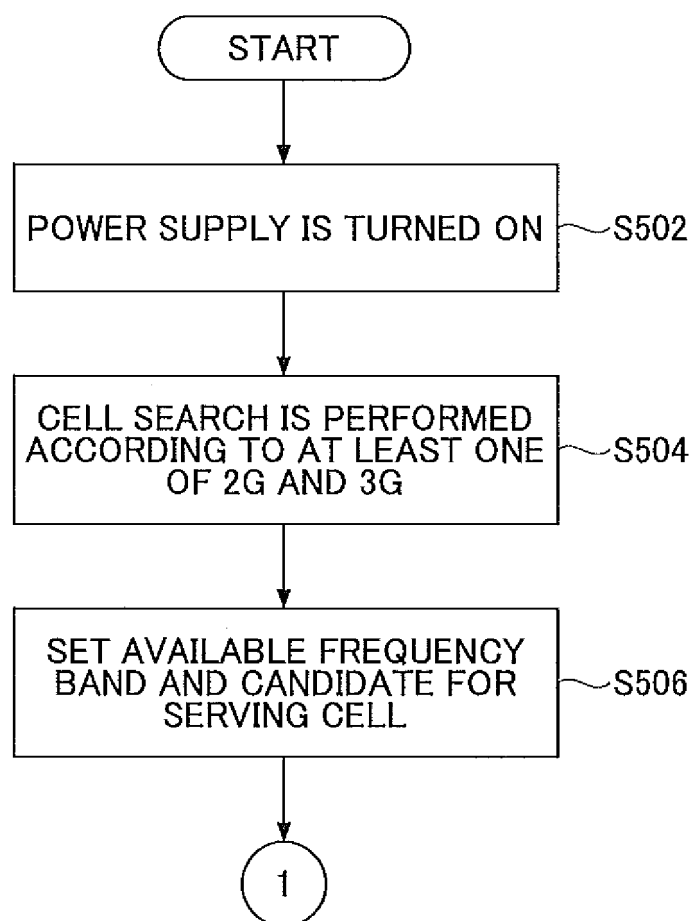 START
POWER SUPPLY IS TURNED ON
S502
CELL SEARCH IS PERFORMED
ACCORDING TO AT LEAST ONE
OF 2G AND 3G
S504
SET AVAILABLE FREQUENCY
BAND AND CANDIDATE FOR
SERVING CELL
S506
1